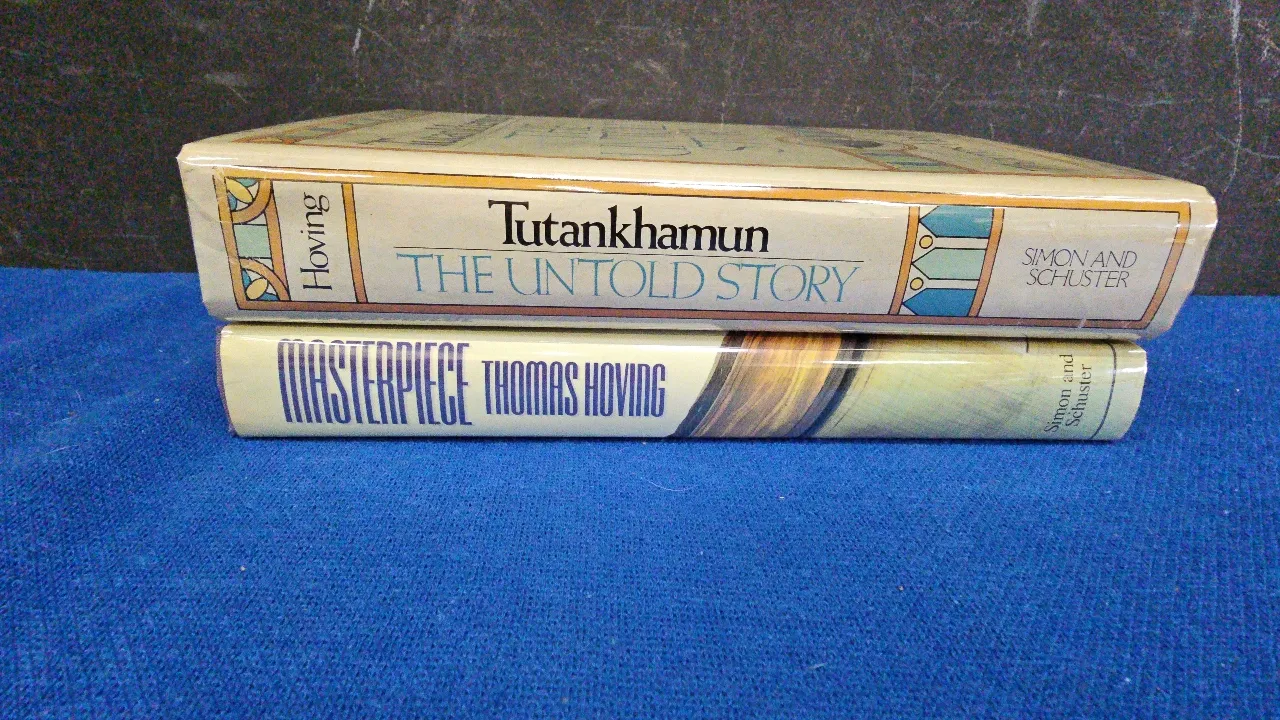 Hoving
Tutankhamun
THE UNTOLD STORY
SIMON AND
SCHUSTER
MASTERPIECE THOMAS HOVING
Simon and
Schuster